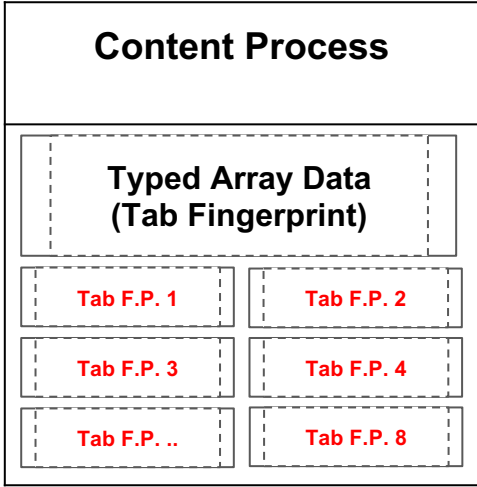 Content Process
Typed Array Data
(Tab Fingerprint)
Tab F.P. 1
Tab F.P. 2
Tab F.P. 3
Tab F.P. 4
Tab F.P. ..
Tab F.P. 8